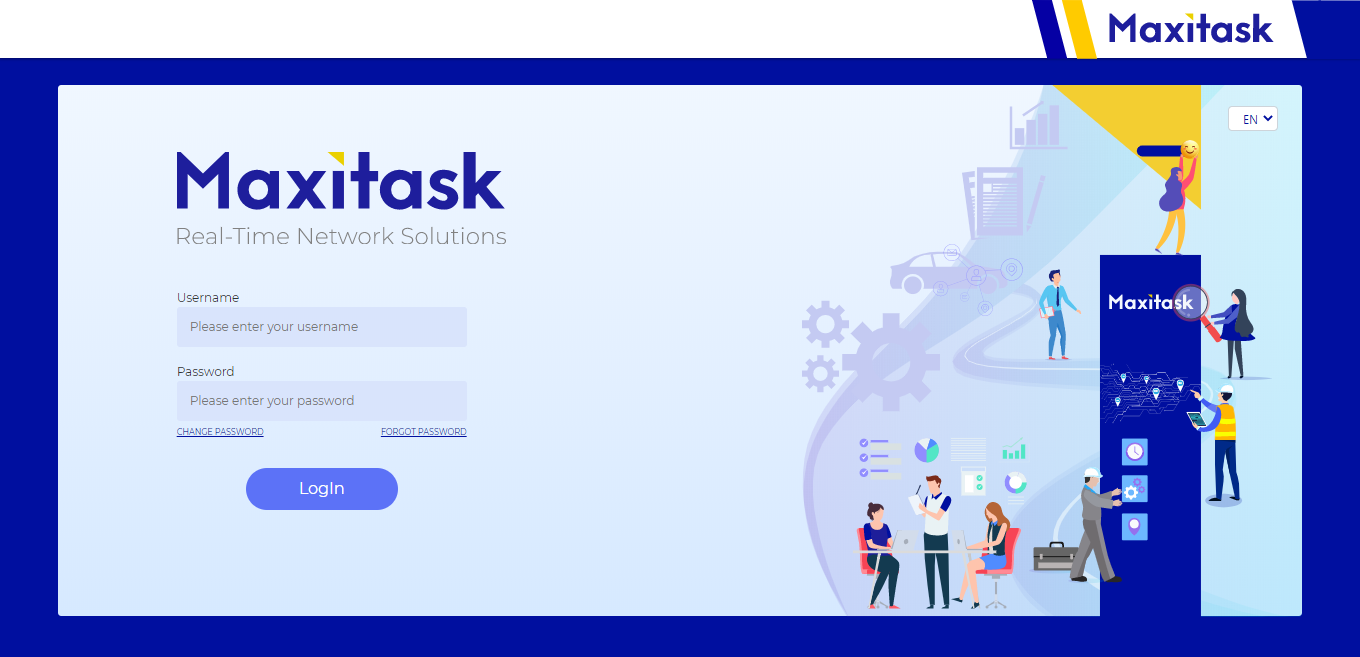 Maxitask
EN
Maxitask
Real-Time Network Solutions
Username
Please enter your username
Password
Please enter your password
CHANGE PASSWORD
FORGOT PASSWORD
LogIn
Maxitask